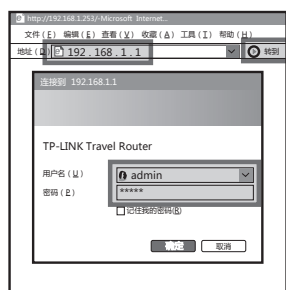 http://192.168.1.253/-Microsoft Internet...
文件(F) 编辑(E) 查看(V) 收藏(A) 工具(I) 帮助(H)
地址(D) 192.168.1.1 转到
连接到 192.168.1.1
TP-LINK Travel Router
用户名(U) admin
密码(P) *****
记住我的密码(R)
确定 取消